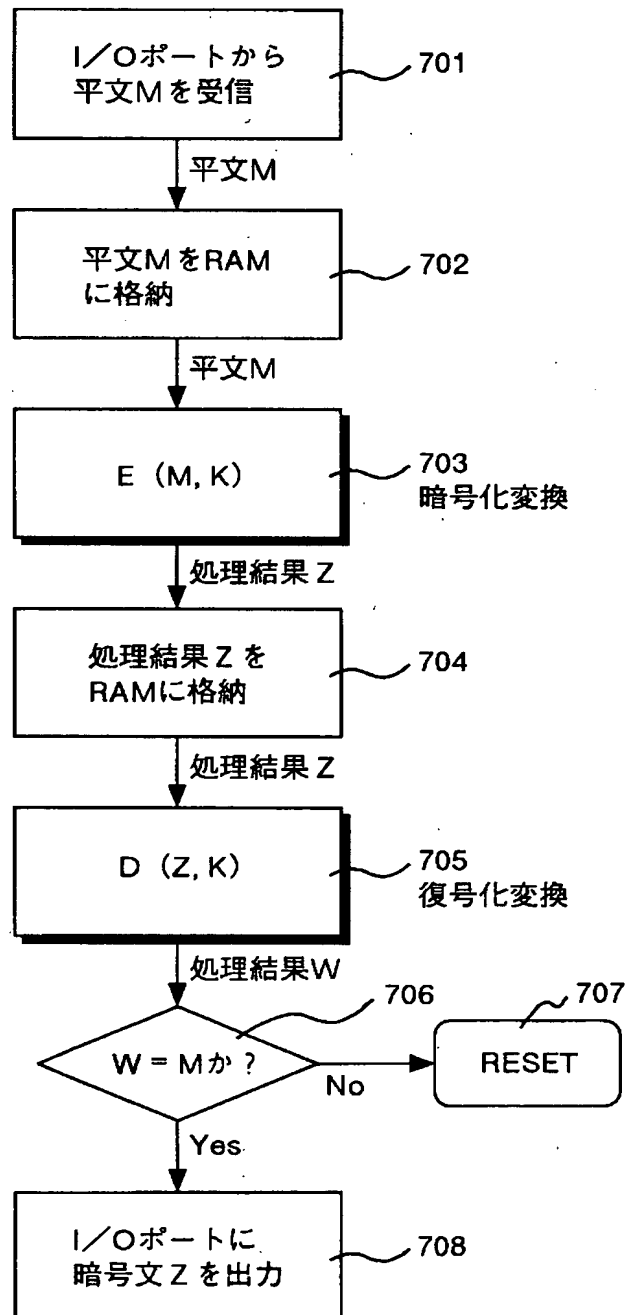 I／Oポートから
平文Mを受信
701
平文M
平文MをRAM
に格納
702
平文M
E（M, K）
703
暗号化変換
処理結果Z
処理結果Zを
RAMに格納
704
処理結果Z
D（Z, K）
705
復号化変換
処理結果W
706
W = Mか？
No
707
RESET
Yes
I／Oポートに
暗号文Zを出力
708